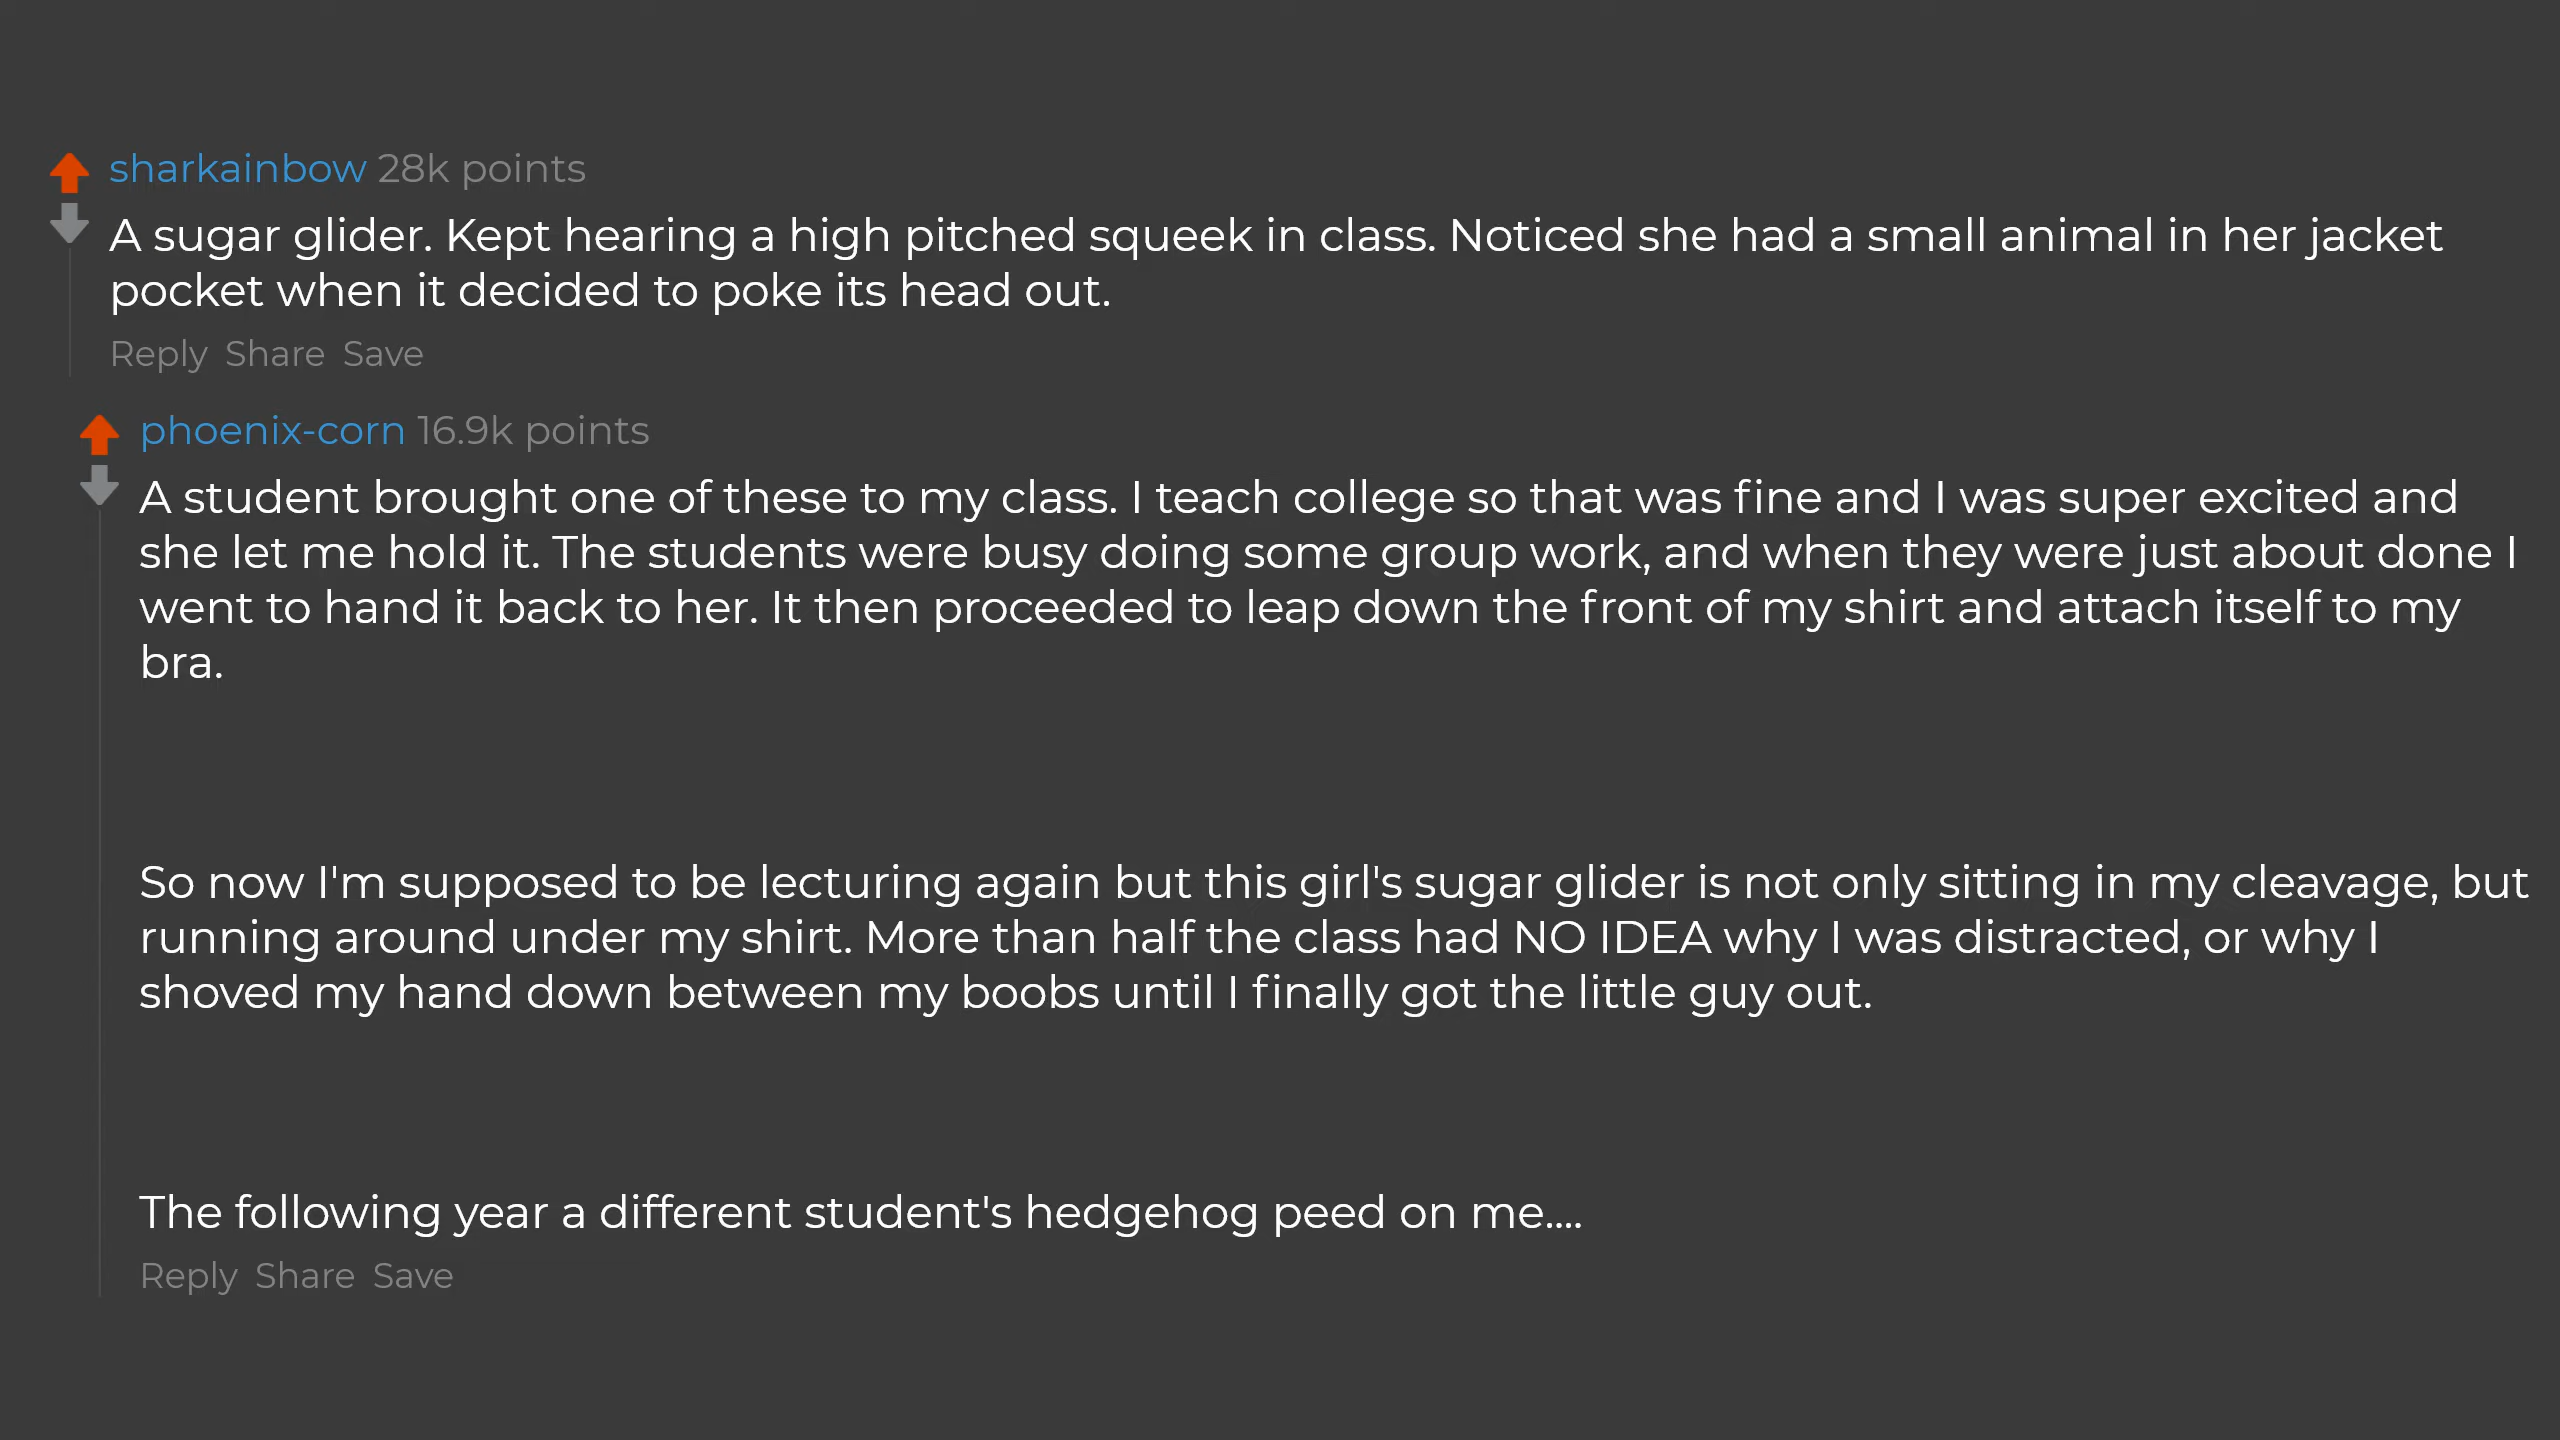 sharkainbow 28k points
A sugar glider. Kept hearing a high pitched squeek in class. Noticed she had a small animal in her jacket
pocket when it decided to poke its head out.
Reply Share Save
phoenix-corn 16.9k points
A student brought one of these to my class. I teach college so that was fine and I was super excited and
she let me hold it. The students were busy doing some group work, and when they were just about done I
went to hand it back to her. It then proceeded to leap down the front of my shirt and attach itself to my
bra.
So now I'm supposed to be lecturing again but this girl's sugar glider is not only sitting in my cleavage, but
running around under my shirt. More than half the class had NO IDEA why I was distracted, or why I
shoved my hand down between my boobs until I finally got the little guy out.
The following year a different student's hedgehog peed on me....
Reply Share Save